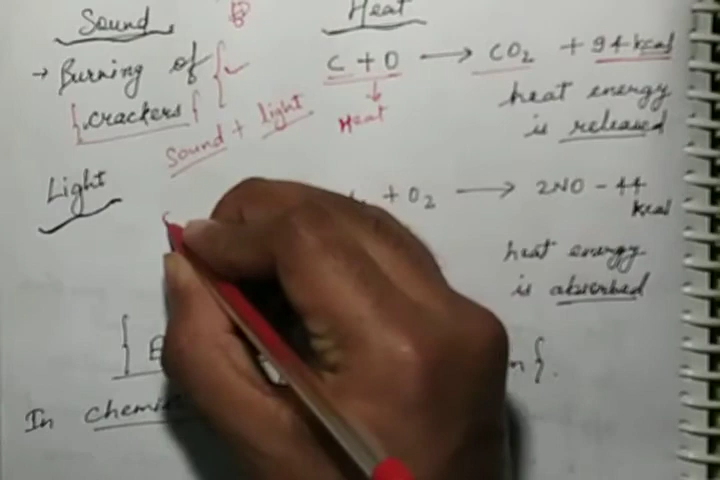 Sound
→ Burning of
{crackers}
Sound + light
Light
Heat
C + O → CO2 + 94 kcal
Heat
heat energy
is released
+ O2 → 2NO - 44
kcal
heat energy
is absorbed
In